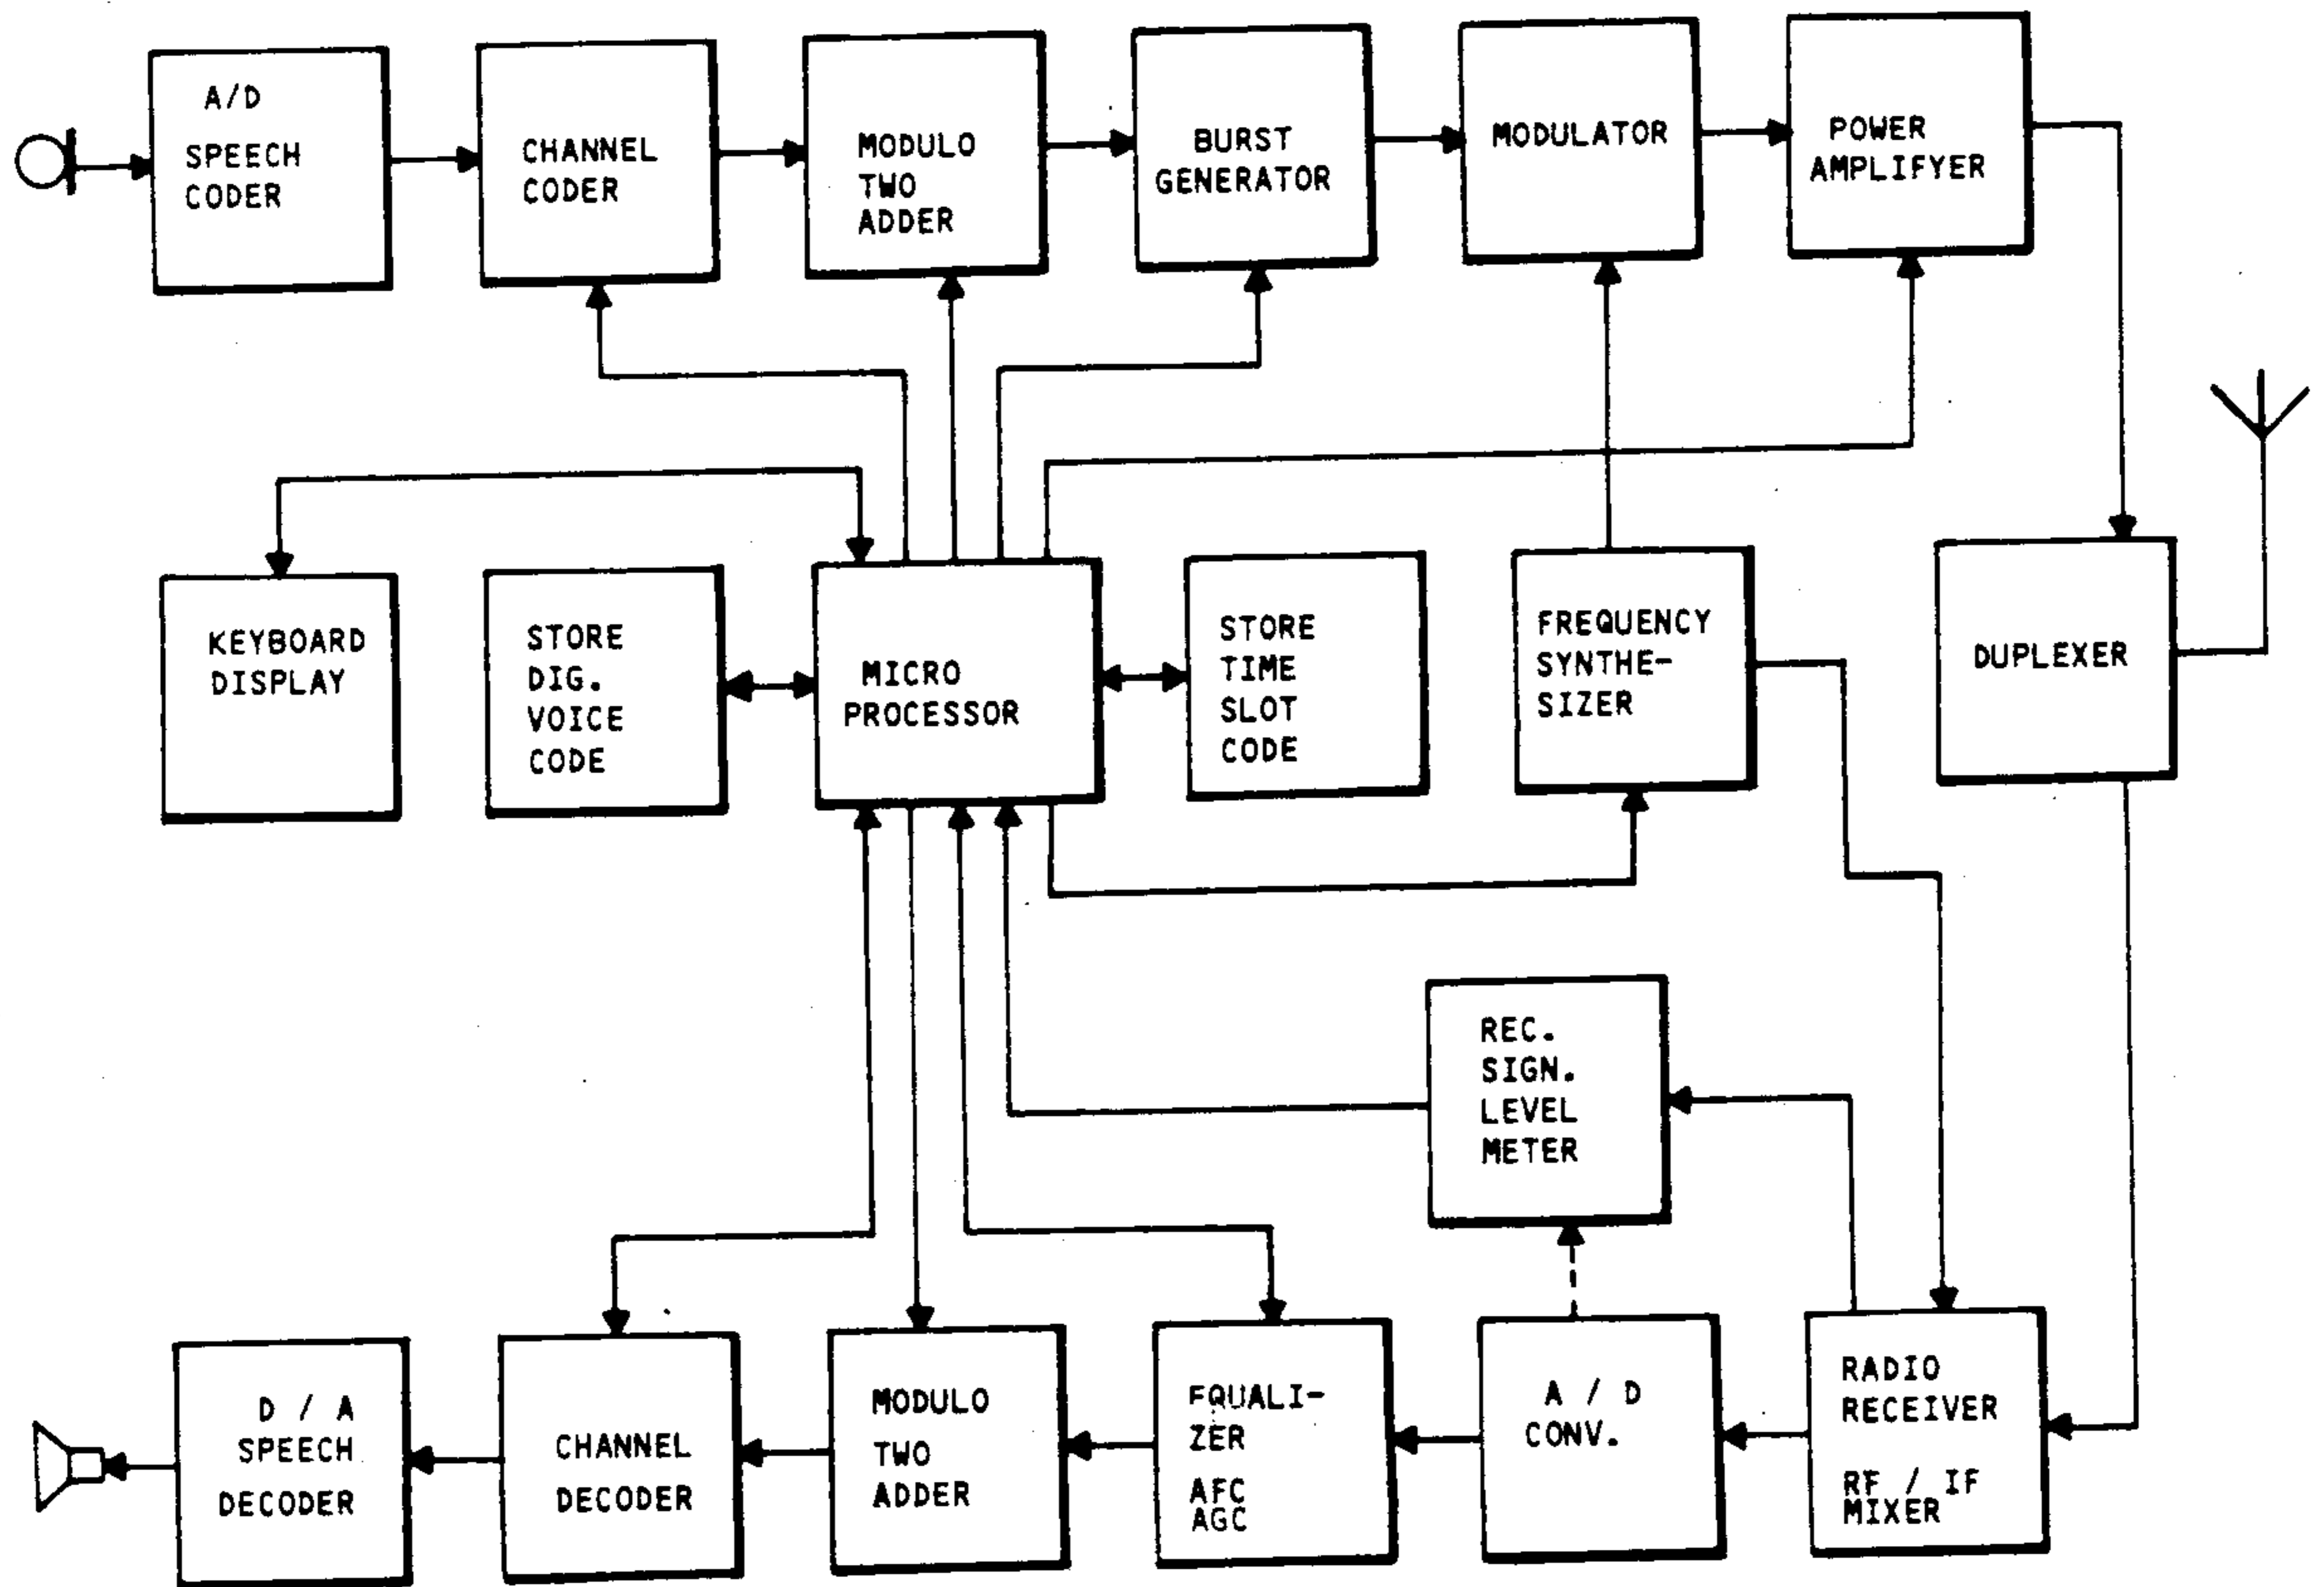 A/D
SPEECH
CODER
CHANNEL
CODER
MODULO
TWO
ADDER
BURST
GENERATOR
MODULATOR
POWER
AMPLIFYER
KEYBOARD
DISPLAY
STORE
DIG.
VOICE
CODE
MICRO
PROCESSOR
STORE
TIME
SLOT
CODE
FREQUENCY
SYNTHE-
SIZER
DUPLEXER
REC.
SIGN.
LEVEL
METER
D / A
SPEECH
DECODER
CHANNEL
DECODER
MODULO
TWO
ADDER
EQUALI-
ZER
AFC
AGC
A / D
CONV.
RADIO
RECEIVER
RF / IF
MIXER